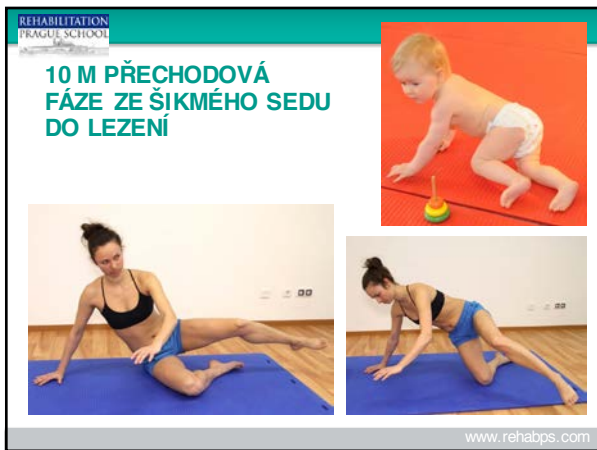 REHABILITATION
PRAGUE SCHOOL
10 M PŘECHODOVÁ
FÁZE ZE ŠIKMÉHO SEDU
DO LEZENÍ
www.rehabps.com